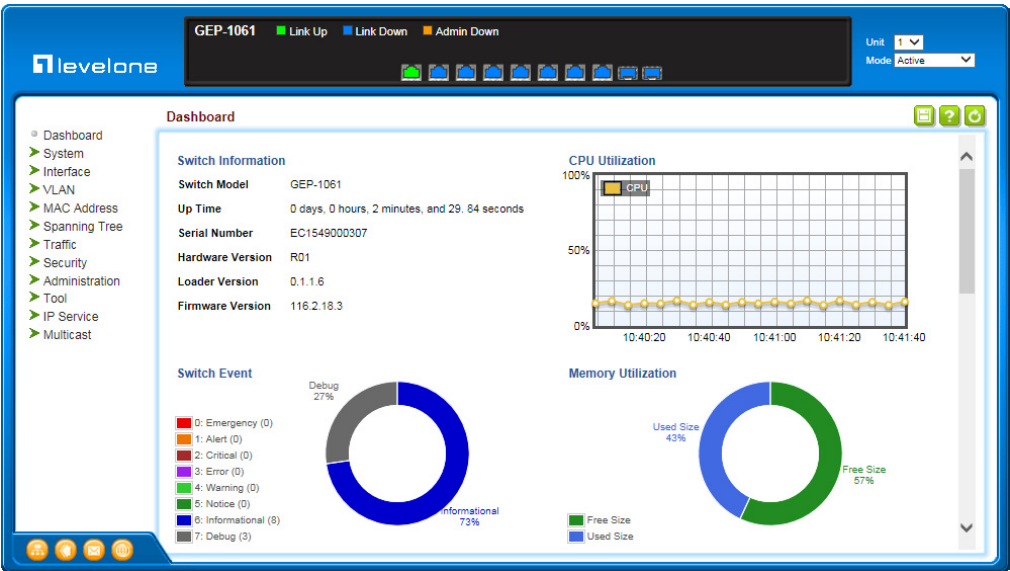 GEP-1061 Link Up Link Down Admin Down
levelone
Unit 1
Mode Active
Dashboard
System
Interface
VLAN
MAC Address
Spanning Tree
Traffic
Security
Administration
Tool
IP Service
Multicast
Dashboard
?
Switch Information
Switch Model GEP-1061
Up Time 0 days, 0 hours, 2 minutes, and 29. 84 seconds
Serial Number EC1549000307
Hardware Version R01
Loader Version 0.1.1.6
Firmware Version 116.2.18.3
CPU Utilization
100%
CPU
50%
0%
10:40:20 10:40:40 10:41:00 10:41:20 10:41:40
Switch Event
Debug
27%
0: Emergency (0)
1: Alert (0)
2: Critical (0)
3: Error (0)
4: Warning (0)
5: Notice (0)
6: Informational (8)
7: Debug (3)
Informational
73%
Memory Utilization
Used Size
43%
Free Size
57%
Free Size
Used Size